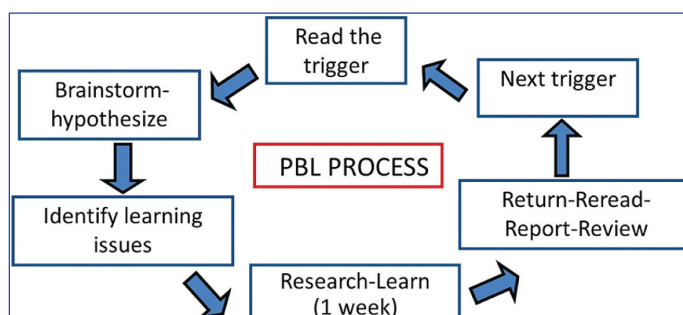 Read the
trigger
Brainstorm-
hypothesize
Next trigger
PBL PROCESS
Identify learning
issues
Return-Reread-
Report-Review
Research-Learn
(1 week)